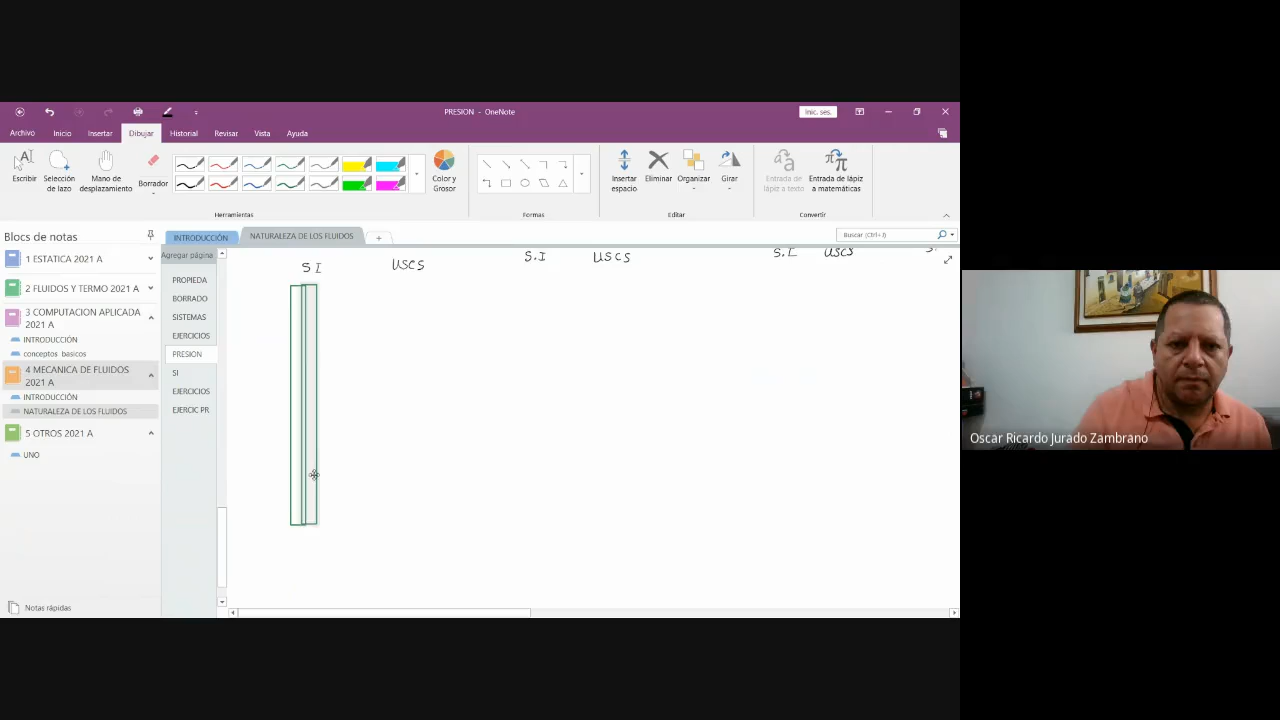 PRESION - OneNote
Inic. ses.
Archivo
Inicio
Insertar
Dibujar
Historial
Revisar
Vista
Ayuda
Escribir
Selección de lazo
Mano de desplazamiento
Borrador
Color y Grosor
Insertar espacio
Eliminar
Organizar
Girar
Entrada de lápiz a texto
Entrada de lápiz a matemáticas
Herramientas
Formas
Editar
Convertir
Blocs de notas
INTRODUCCIÓN
NATURALEZA DE LOS FLUIDOS
Buscar (Ctrl+J)
1 ESTATICA 2021 A
2 FLUIDOS Y TERMO 2021 A
3 COMPUTACION APLICADA 2021 A
INTRODUCCIÓN
conceptos basicos
4 MECANICA DE FLUIDOS 2021 A
INTRODUCCIÓN
NATURALEZA DE LOS FLUIDOS
5 OTROS 2021 A
UNO
Notas rápidas
Agregar página
PROPIEDA
BORRADO
SISTEMAS
EJERCICIOS
PRESION
SI
EJERCICIOS
EJERCIC PR
S I
USCS
S.I
USCS
S.I
USCS
Oscar Ricardo Jurado Zambrano